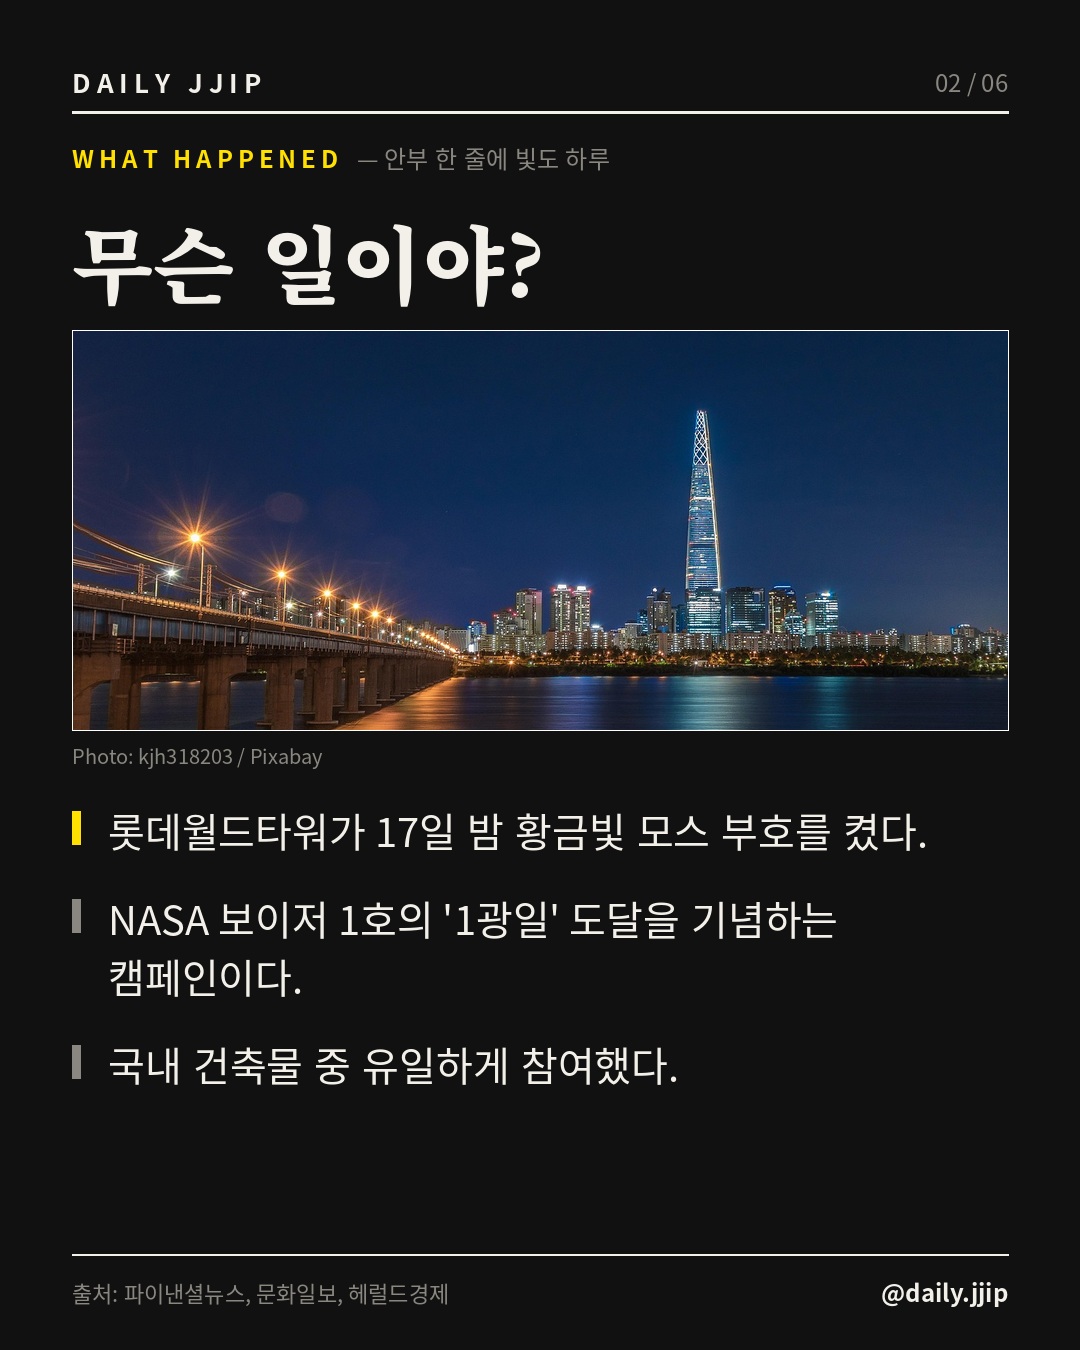 DAILY JJIP
02 / 06
WHAT HAPPENED — 안부 한 줄에 빛도 하루
무슨 일이야?
Photo: kjh318203 / Pixabay
롯데월드타워가 17일 밤 황금빛 모스 부호를 켰다.
NASA 보이저 1호의 '1광일' 도달을 기념하는
캠페인이다.
국내 건축물 중 유일하게 참여했다.
출처: 파이낸셜뉴스, 문화일보, 헤럴드경제
@daily.jjip